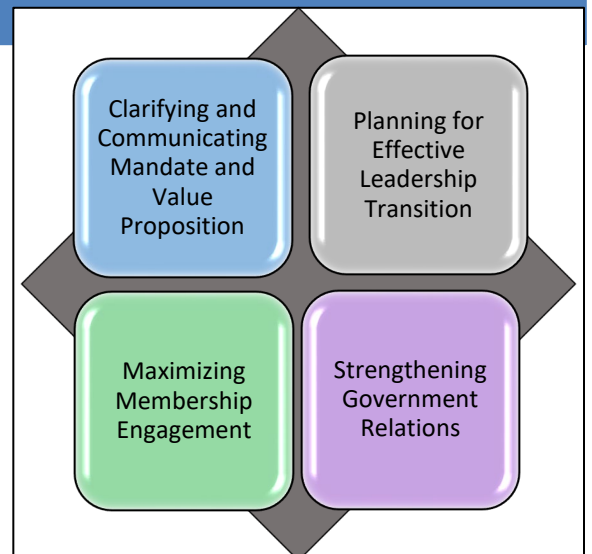 Clarifying and
Communicating
Mandate and
Value
Proposition
Planning for
Effective
Leadership
Transition
Maximizing
Membership
Engagement
Strengthening
Government
Relations